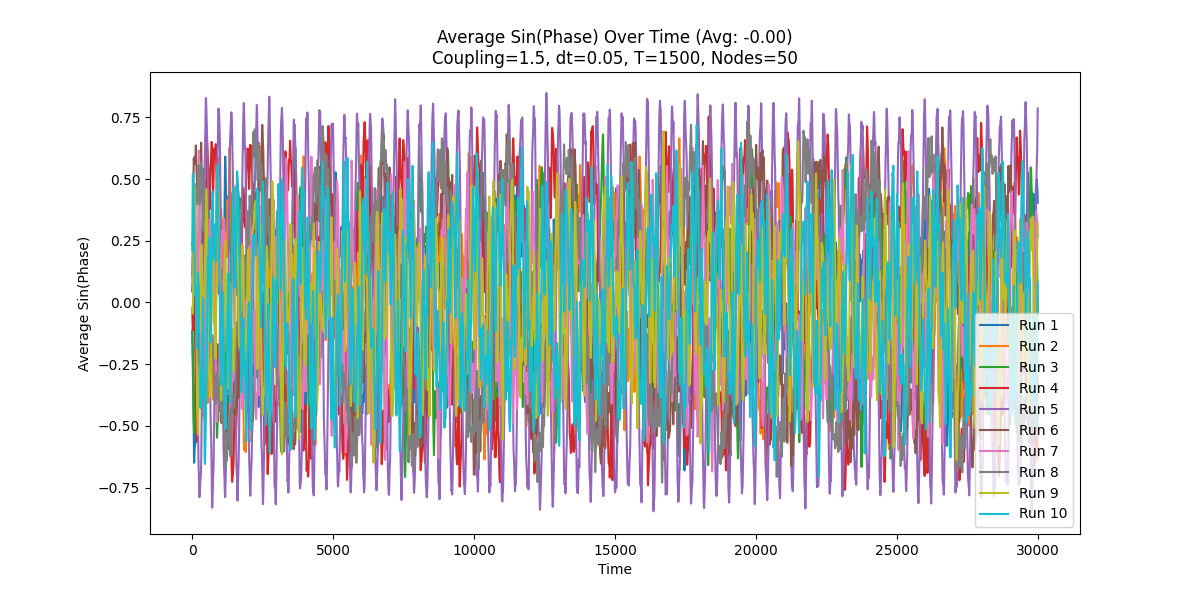 Average Sin(Phase) Over Time (Avg: -0.00)
Coupling=1.5, dt=0.05, T=1500, Nodes=50
Average Sin(Phase)
0.75
0.50
0.25
0.00
−0.25
−0.50
−0.75
Run 1
Run 2
Run 3
Run 4
Run 5
Run 6
Run 7
Run 8
Run 9
Run 10
0 5000 10000 15000 20000 25000 30000
Time